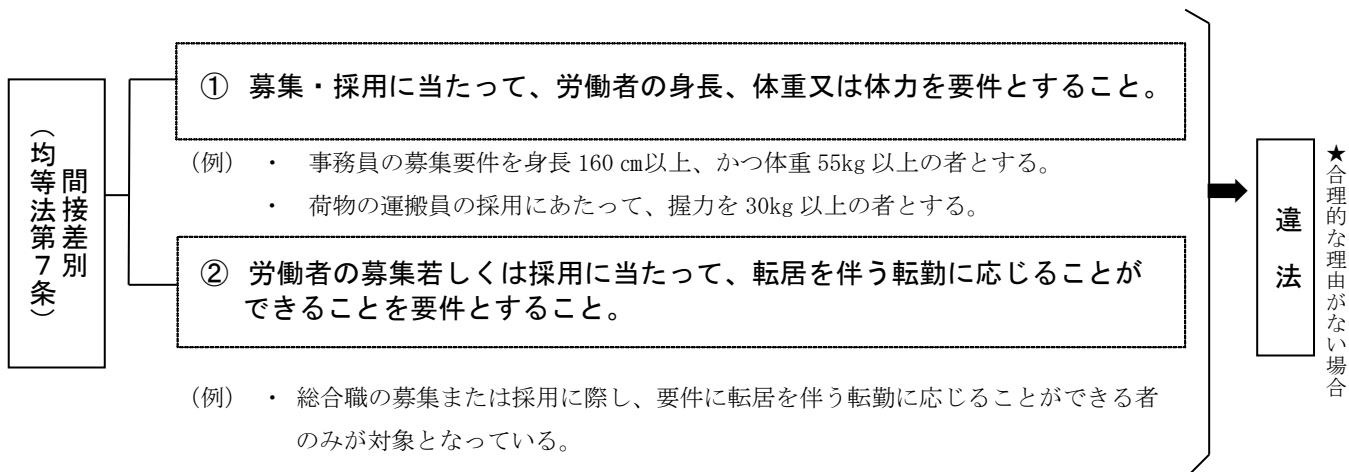 間接差別
（均等法第７条）
① 募集・採用に当たって、労働者の身長、体重又は体力を要件とすること。
（例） ・ 事務員の募集要件を身長 160 ㎝以上、かつ体重 55kg 以上の者とする。
・ 荷物の運搬員の採用にあたって、握力を 30kg 以上の者とする。
② 労働者の募集若しくは採用に当たって、転居を伴う転勤に応じることが
できることを要件とすること。
（例） ・ 総合職の募集または採用に際し、要件に転居を伴う転勤に応じることができる者
のみが対象となっている。
違法
★合理的な理由がない場合